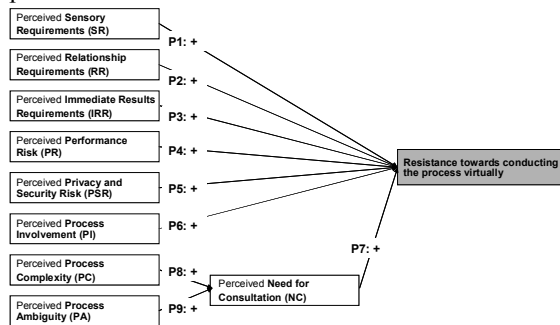 Perceived Sensory
Requirements (SR)
P1: +
Perceived Relationship
Requirements (RR)
P2: +
Perceived Immediate Results
Requirements (IRR)
P3: +
Perceived Performance
Risk (PR)
P4: +
Resistance towards conducting
the process virtually
Perceived Privacy and
Security Risk (PSR)
P5: +
Perceived Process
Involvement (PI)
P6: +
P7: +
Perceived Process
Complexity (PC)
P8: +
Perceived Need for
Consultation (NC)
Perceived Process
Ambiguity (PA)
P9: +